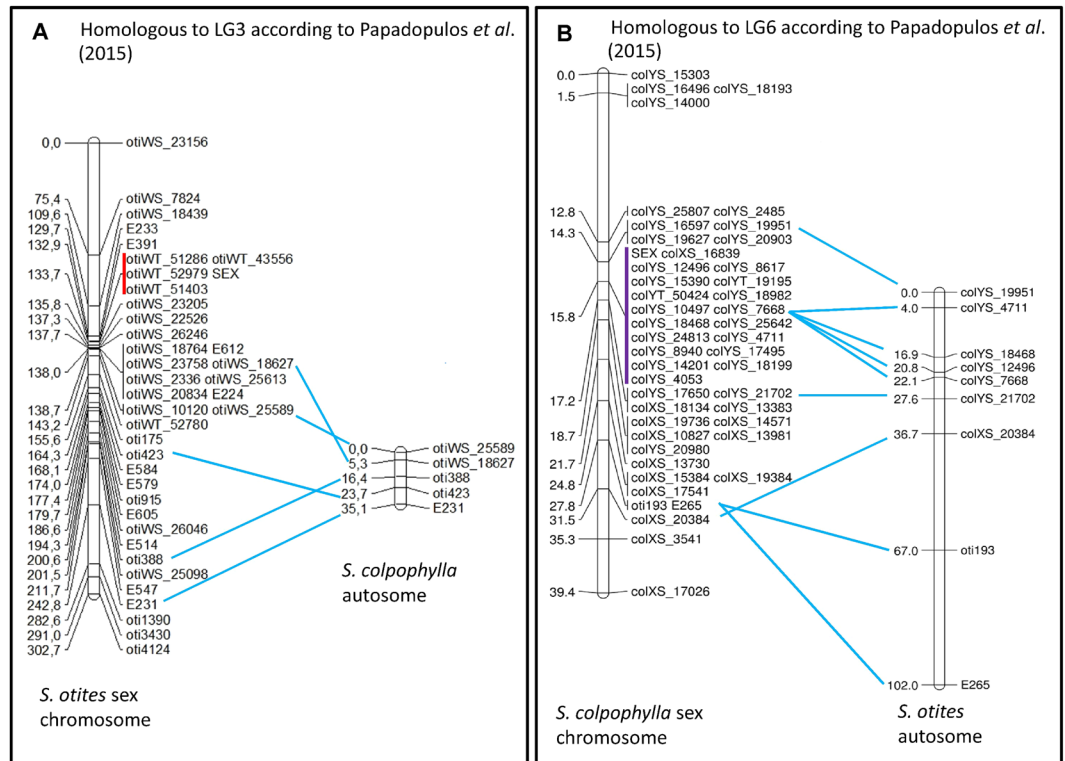 A Homologous to LG3 according to Papadopulos et al.
(2015)
0,0 otiWS_23156
75,4 otiWS_7824
109,6 otiWS_18439
129,7 E233
132,9 E391
otiWT_51286 otiWT_43556
133,7 otiWT_52979 SEX
otiWT_51403
135,8 otiWS_23205
137,3 otiWS_22526
137,7 otiWS_26246
otiWS_18764 E612
otiWS_23758 otiWS_18627
138,0 otiWS_2336 otiWS_25613
otiWS_20834 E224
otiWS_10120 otiWS_25589
138,7 otiWT_52780
143,2 oti175
155,6 oti423
164,3 E584
168,1 E579
174,0 oti915
177,4 E605
179,7 otiWS_26046
186,6 E514
194,3 oti388
200,6 otiWS_25098
201,5 E547
211,7 E231
242,8 oti1390
282,6 oti3430
291,0 oti4124
302,7
0,0 otiWS_25589
5,3 otiWS_18627
16,4 oti388
23,7 oti423
35,1 E231
S. colpophylla
autosome
S. otites sex
chromosome
B Homologous to LG6 according to Papadopulos et al.
(2015)
0.0 colYS_15303
1.5 colYS_16496 colYS_18193
colYS_14000
12.8 colYS_25807 colYS_2485
colYS_16597 colYS_19951
14.3 colYS_19627 colYS_20903
SEX colXS_16839
colYS_12496 colYS_8617
colYS_15390 colYT_19195
colYT_50424 colYS_18982
15.8 colYS_10497 colYS_7668
colYS_18468 colYS_25642
colYS_24813 colYS_4711
colYS_8940 colYS_17495
colYS_14201 colYS_18199
colYS_4053
17.2 colYS_17650 colYS_21702
colXS_18134 colYS_13383
colXS_19736 colXS_14571
18.7 colXS_10827 colXS_13981
colYS_20980
21.7 colXS_13730
24.8 colXS_15384 colXS_19384
colXS_17541
27.8 oti193 E265
31.5 colXS_20384
35.3 colXS_3541
39.4 colXS_17026
0.0 colYS_19951
4.0 colYS_4711
16.9 colYS_18468
20.8 colYS_12496
22.1 colYS_7668
27.6 colYS_21702
36.7 colXS_20384
67.0 oti193
102.0 E265
S. colpophylla sex
chromosome
S. otites
autosome